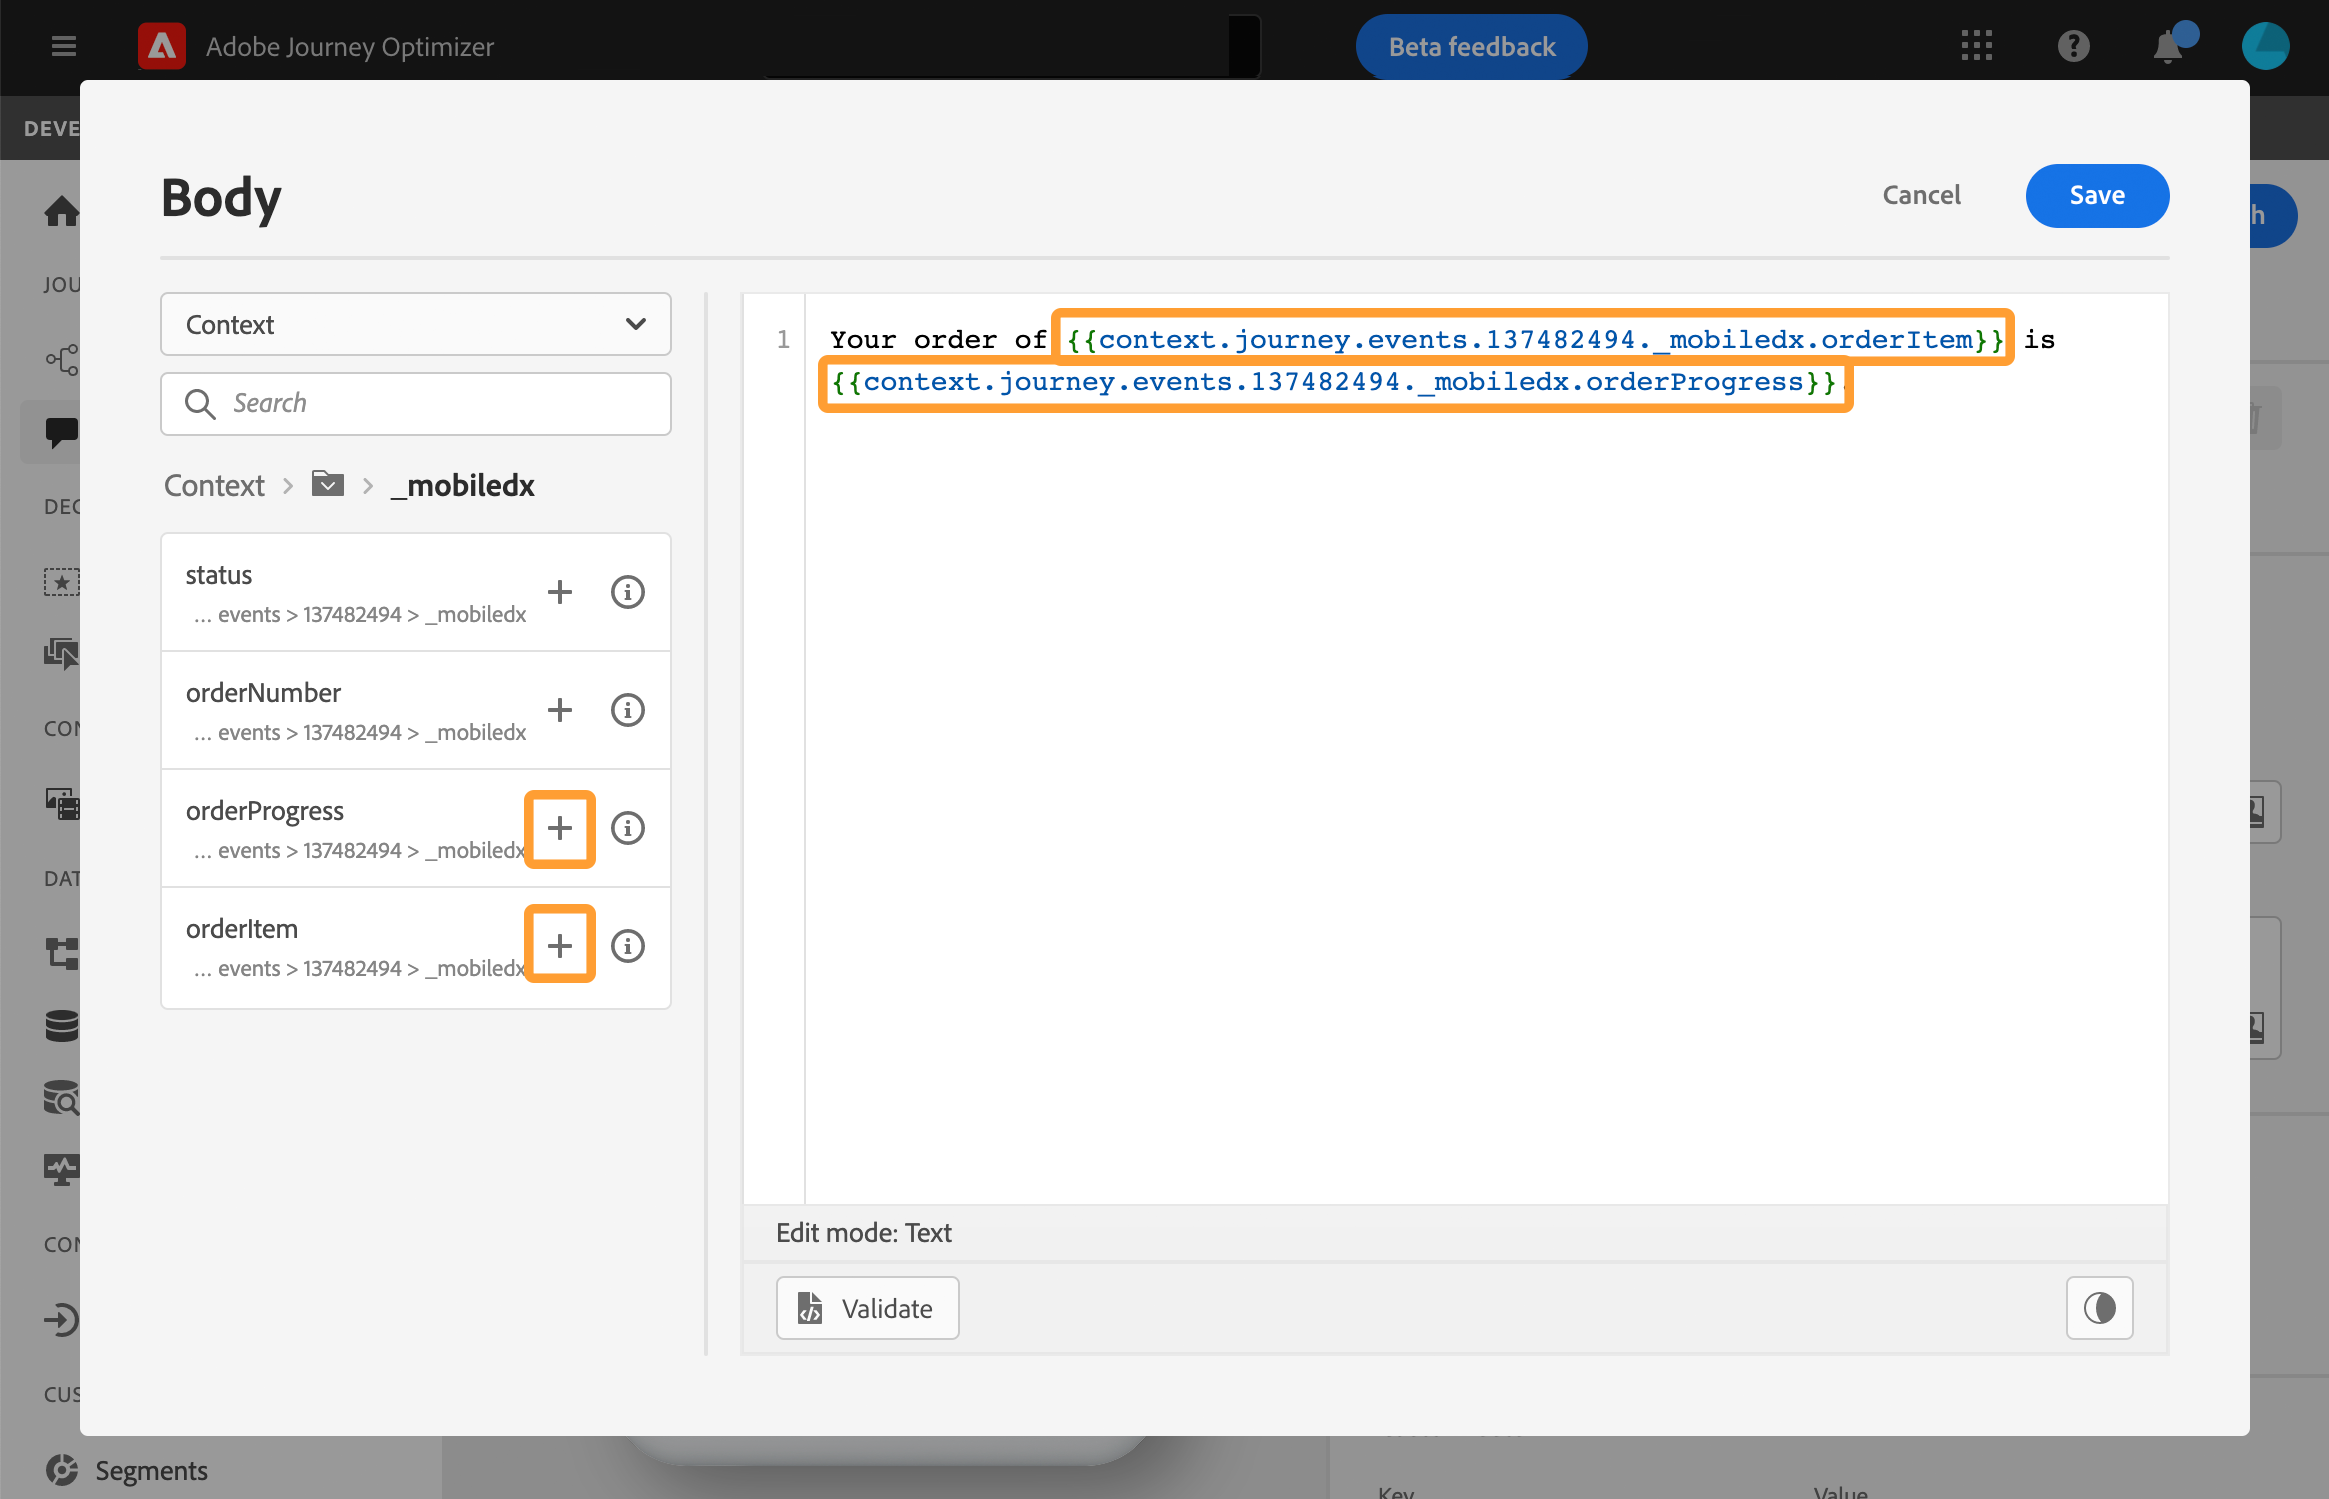 Adobe Journey Optimizer
Beta feedback
DEVE
Body
Cancel
Save
h
JOU
Context
Search
Context > > _mobiledx
DEC
status
... events > 137482494 > _mobiledx
orderNumber
... events > 137482494 > _mobiledx
CON
orderProgress
... events > 137482494 > _mobiledx
DAT
orderItem
... events > 137482494 > _mobiledx
1
Your order of {{context.journey.events.137482494._mobiledx.orderItem}} is
{{context.journey.events.137482494._mobiledx.orderProgress}}.
Edit mode: Text
CON
Validate
CUS
Segments
Key
Value